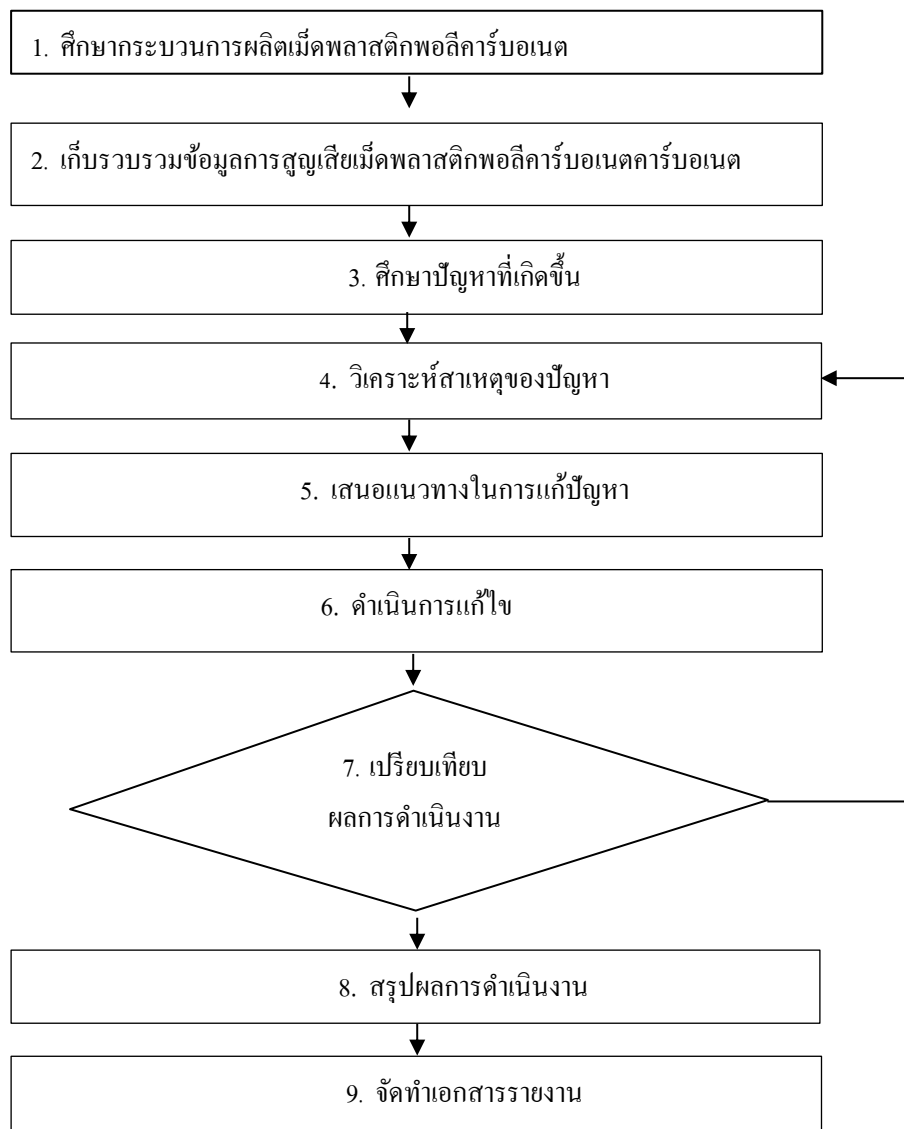 1. ศึกษากระบวนการผลิตเม็ดพลาสติกพอลีคาร์บอเนต
2. เก็บรวบรวมข้อมูลการสูญเสียเม็ดพลาสติกพอลีคาร์บอเนตคาร์บอเนต
3. ศึกษาปัญหาที่เกิดขึ้น
4. วิเคราะห์สาเหตุของปัญหา
5. เสนอแนวทางในการแก้ปัญหา
6. ดำเนินการแก้ไข
7. เปรียบเทียบ
ผลการดำเนินงาน
8. สรุปผลการดำเนินงาน
9. จัดทำเอกสารรายงาน